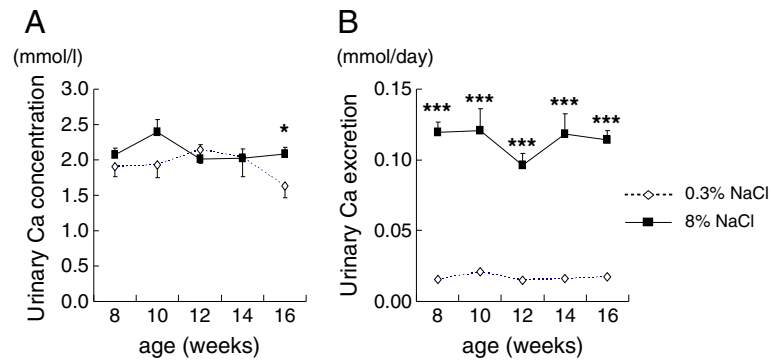 A
(mmol/l)
Urinary Ca concentration
3.0
2.5
2.0
1.5
1.0
0.5
0.0
*
8 10 12 14 16
age (weeks)
B
(mmol/day)
Urinary Ca excretion
0.15
0.10
0.05
0.00
*** *** *** *** ***
8 10 12 14 16
age (weeks)
0.3% NaCl
8% NaCl